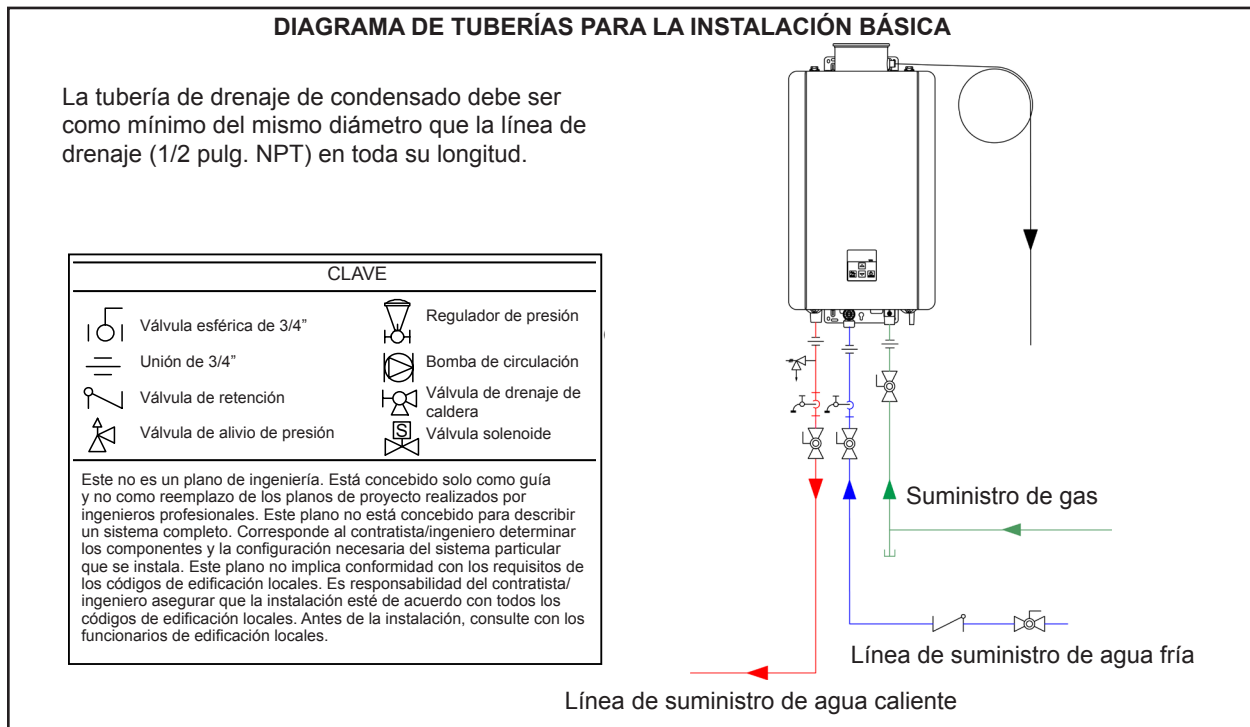 DIAGRAMA DE TUBERÍAS PARA LA INSTALACIÓN BÁSICA
La tubería de drenaje de condensado debe ser
como mínimo del mismo diámetro que la línea de
drenaje (1/2 pulg. NPT) en toda su longitud.
CLAVE
Válvula esférica de 3/4”
Unión de 3/4”
Válvula de retención
Válvula de alivio de presión
Regulador de presión
Bomba de circulación
Válvula de drenaje de
caldera
S
Válvula solenoide
Este no es un plano de ingeniería. Está concebido solo como guía
y no como reemplazo de los planos de proyecto realizados por
ingenieros profesionales. Este plano no está concebido para describir
un sistema completo. Corresponde al contratista/ingeniero determinar
los componentes y la configuración necesaria del sistema particular
que se instala. Este plano no implica conformidad con los requisitos de
los códigos de edificación locales. Es responsabilidad del contratista/
ingeniero asegurar que la instalación esté de acuerdo con todos los
códigos de edificación locales. Antes de la instalación, consulte con los
funcionarios de edificación locales.
Suministro de gas
Línea de suministro de agua fría
Línea de suministro de agua caliente